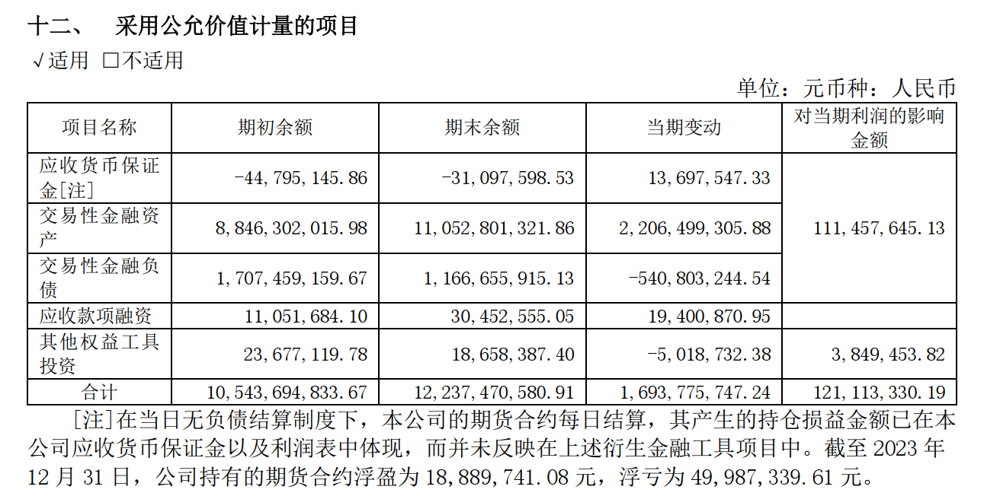 十二、 采用公允价值计量的项目
√适用 □不适用
单位：元币种：人民币
项目名称 期初余额 期末余额 当期变动 对当期利润的影响
金额
应收货币保证
金[注] -44,795,145.86 -31,097,598.53 13,697,547.33
交易性金融资
产 8,846,302,015.98 11,052,801,321.86 2,206,499,305.88 111,457,645.13
交易性金融负
债 1,707,459,159.67 1,166,655,915.13 -540,803,244.54
应收款项融资 11,051,684.10 30,452,555.05 19,400,870.95
其他权益工具
投资 23,677,119.78 18,658,387.40 -5,018,732.38 3,849,453.82
合计 10,543,694,833.67 12,237,470,580.91 1,693,775,747.24 121,113,330.19
[注]在当日无负债结算制度下，本公司的期货合约每日结算，其产生的持仓损益金额已在本
公司应收货币保证金以及利润表中体现，而并未反映在上述衍生金融工具项目中。截至 2023 年
12 月 31 日，公司持有的期货合约浮盈为 18,889,741.08 元，浮亏为 49,987,339.61 元。